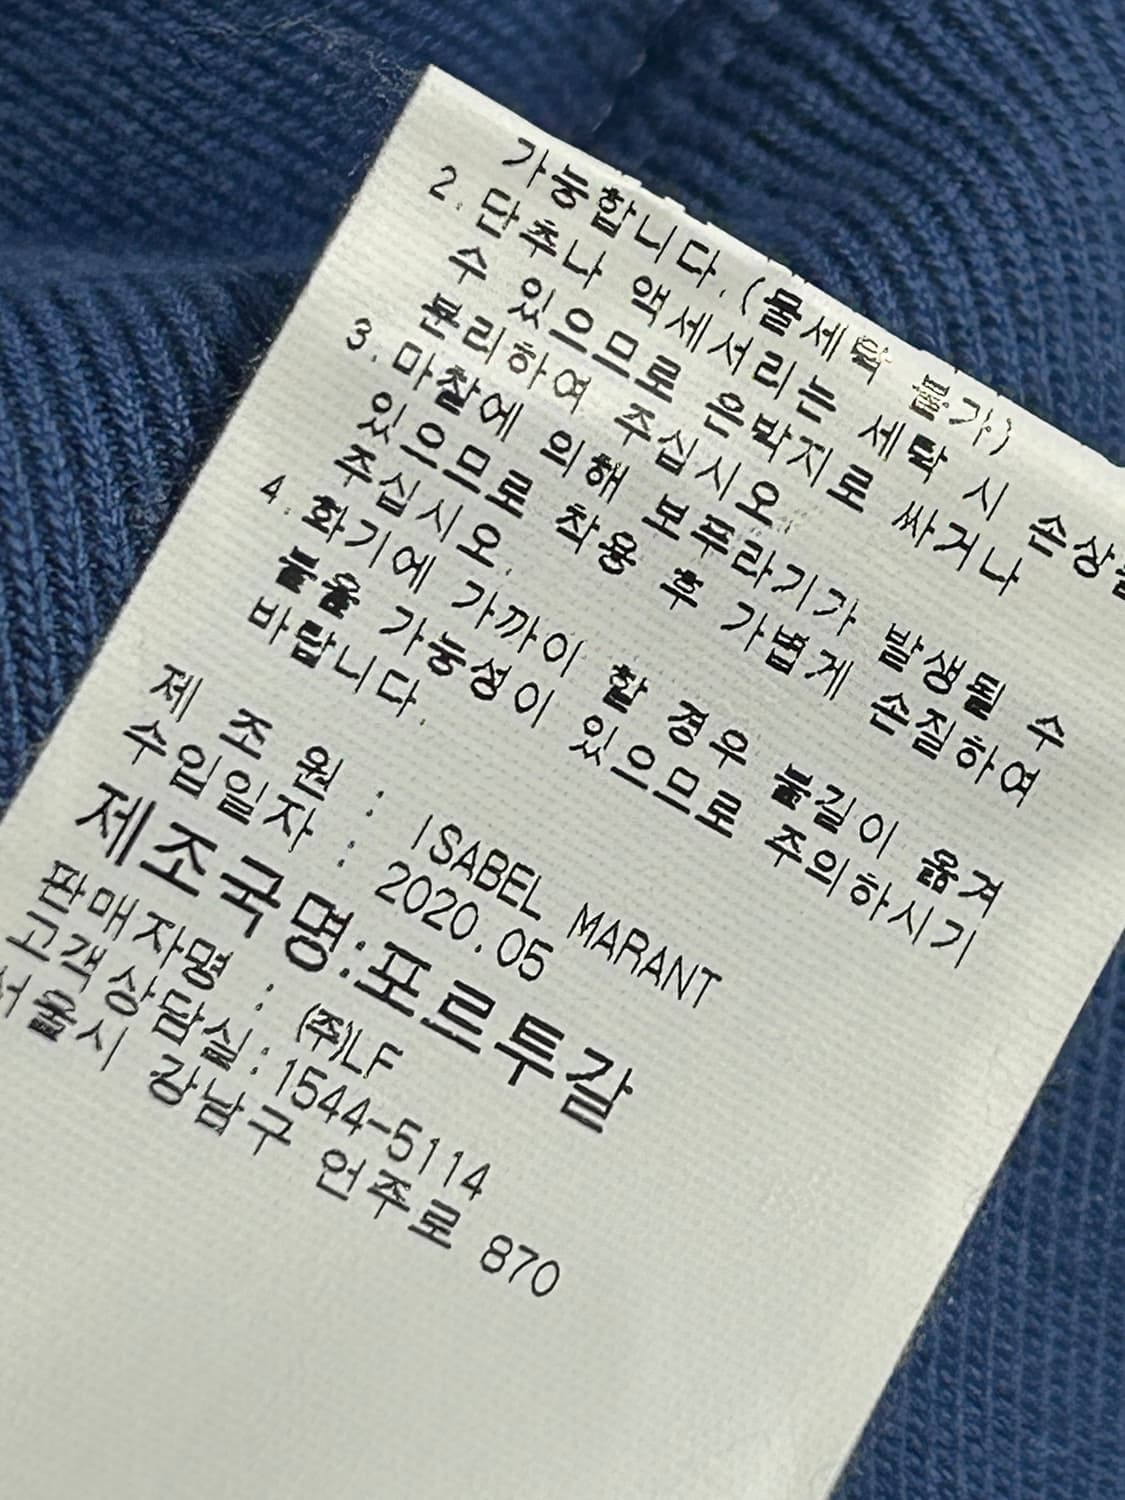 가능합니다.(물세탁 불가)
2.단추나 액세서리는 세탁 시 손상될
수 있으므로 은박지로 싸거나
분리하여 주십시오.
3.마찰에 의해 보푸라기가 발생될 수
있으므로 착용 후 가볍게 손질하여
주십시오.
4.화기에 가까이 할 경우 불길이 옮겨
붙을 가능성이 있으므로 주의하시기
바랍니다.
제 조 원 : ISABEL MARANT
수입일자 : 2020.05
제조국명:포르투갈
판매자명 : (주)LF
고객상담실:1544-5114
서울시 강남구 언주로 870